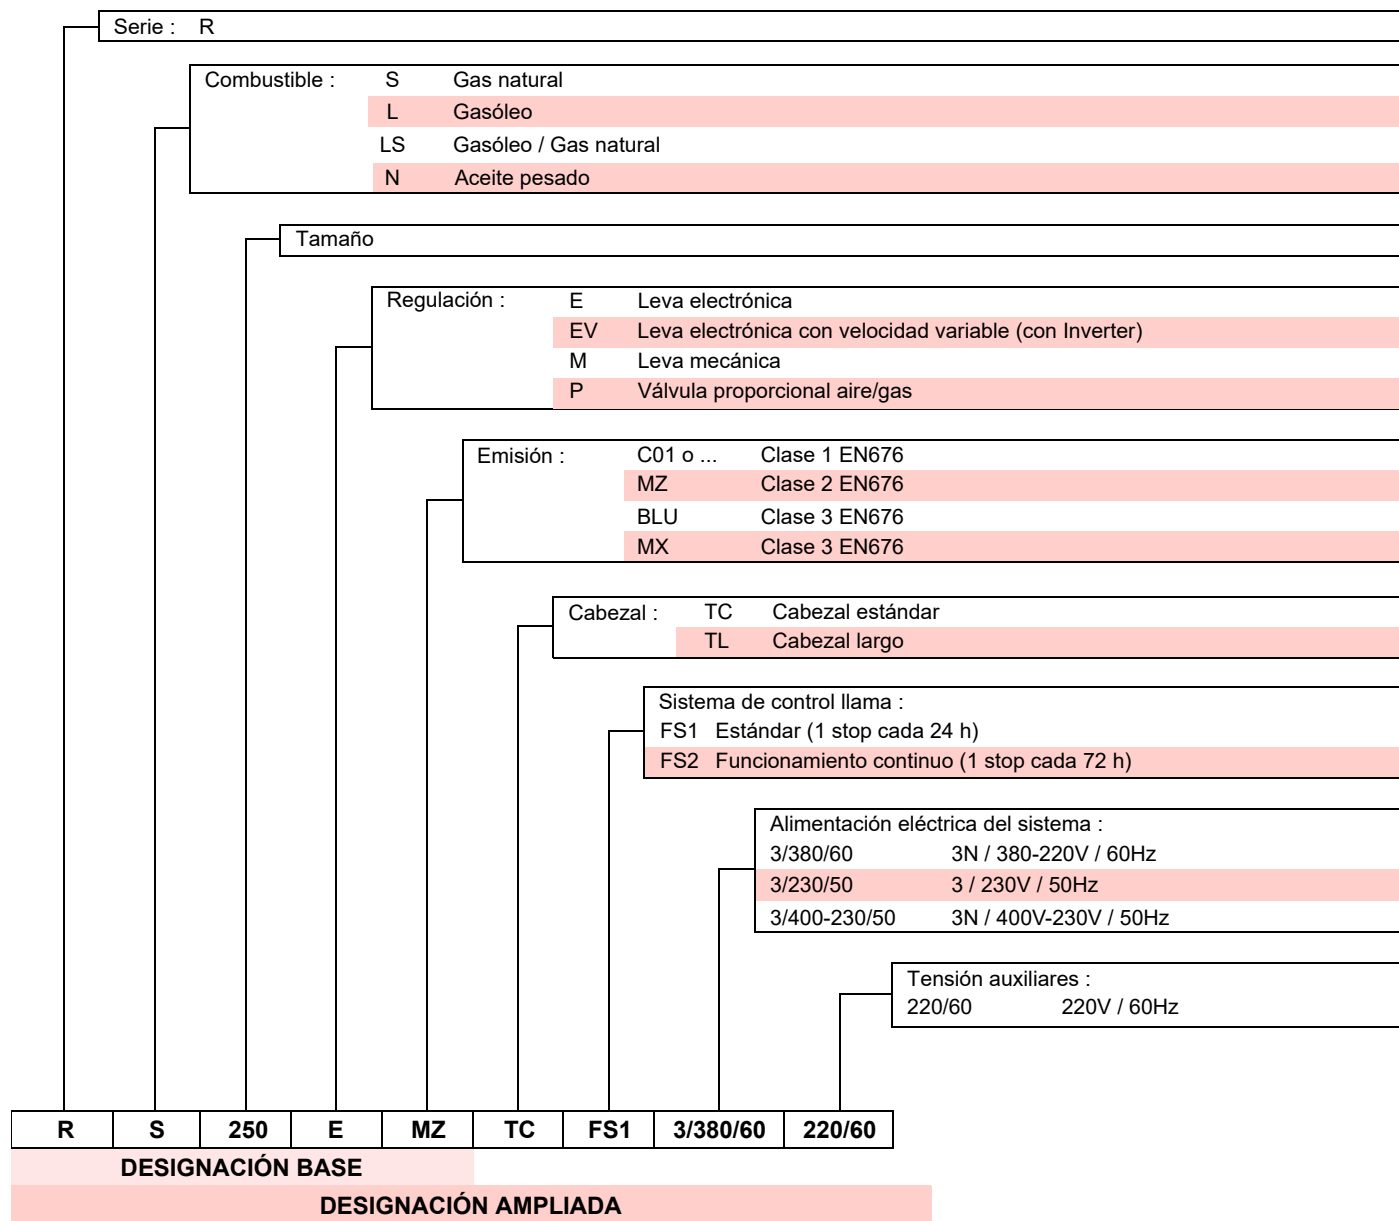 Serie : R
Combustible : S Gas natural
L Gasóleo
LS Gasóleo / Gas natural
N Aceite pesado
Tamaño
Regulación : E Leva electrónica
EV Leva electrónica con velocidad variable (con Inverter)
M Leva mecánica
P Válvula proporcional aire/gas
Emisión : C01 o ... Clase 1 EN676
MZ Clase 2 EN676
BLU Clase 3 EN676
MX Clase 3 EN676
Cabezal : TC Cabezal estándar
TL Cabezal largo
Sistema de control llama :
FS1 Estándar (1 stop cada 24 h)
FS2 Funcionamiento continuo (1 stop cada 72 h)
Alimentación eléctrica del sistema :
3/380/60 3N / 380-220V / 60Hz
3/230/50 3 / 230V / 50Hz
3/400-230/50 3N / 400V-230V / 50Hz
Tensión auxiliares :
220/60 220V / 60Hz
R S 250 E MZ TC FS1 3/380/60 220/60
DESIGNACIÓN BASE
DESIGNACIÓN AMPLIADA